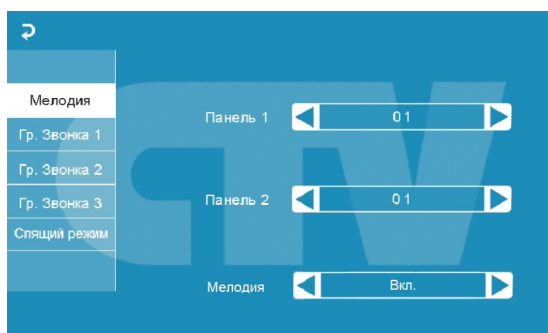 Мелодия
Гр. Звонка 1
Гр. Звонка 2
Гр. Звонка 3
Спящий режим
Панель 1 01
Панель 2 01
Мелодия Вкл.
CTV